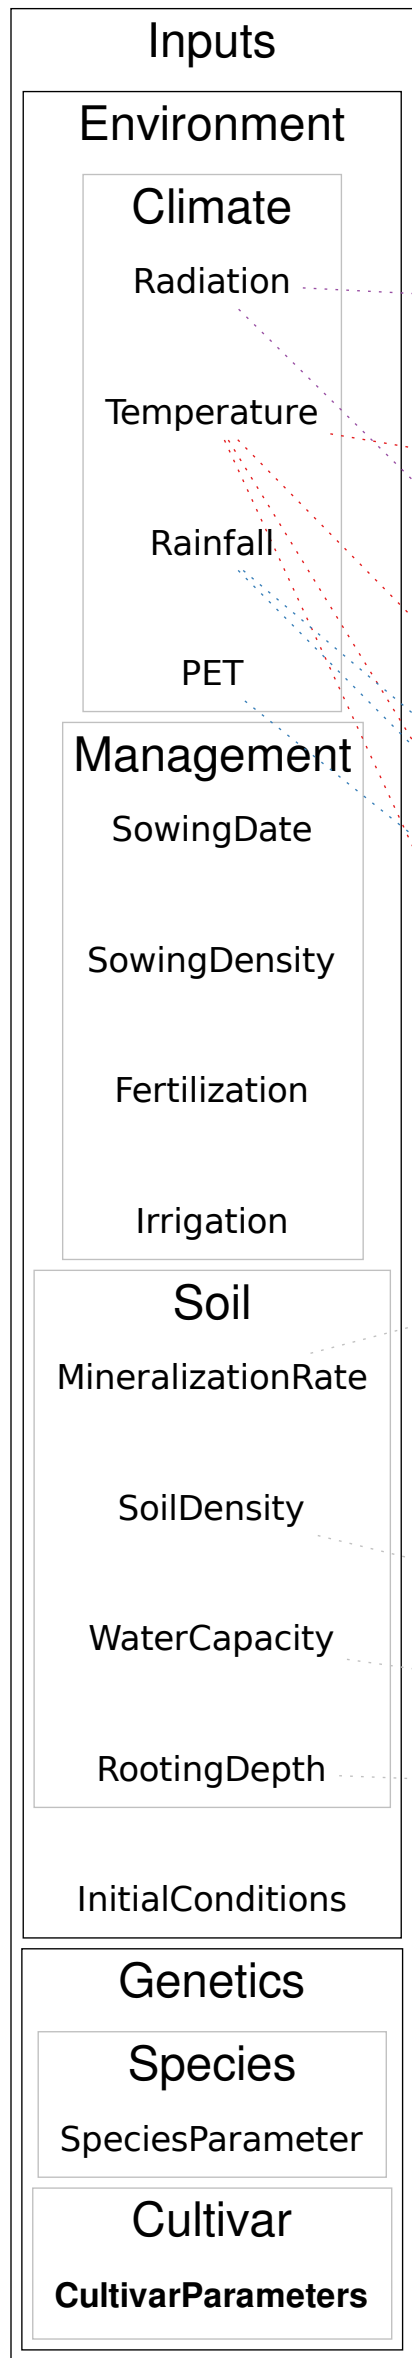 Inputs
Environment
Climate
Radiation
Temperature
Rainfall
PET
Management
SowingDate
SowingDensity
Fertilization
Irrigation
Soil
MineralizationRate
SoilDensity
WaterCapacity
RootingDepth
InitialConditions
Genetics
Species
SpeciesParameter
Cultivar
CultivarParameters